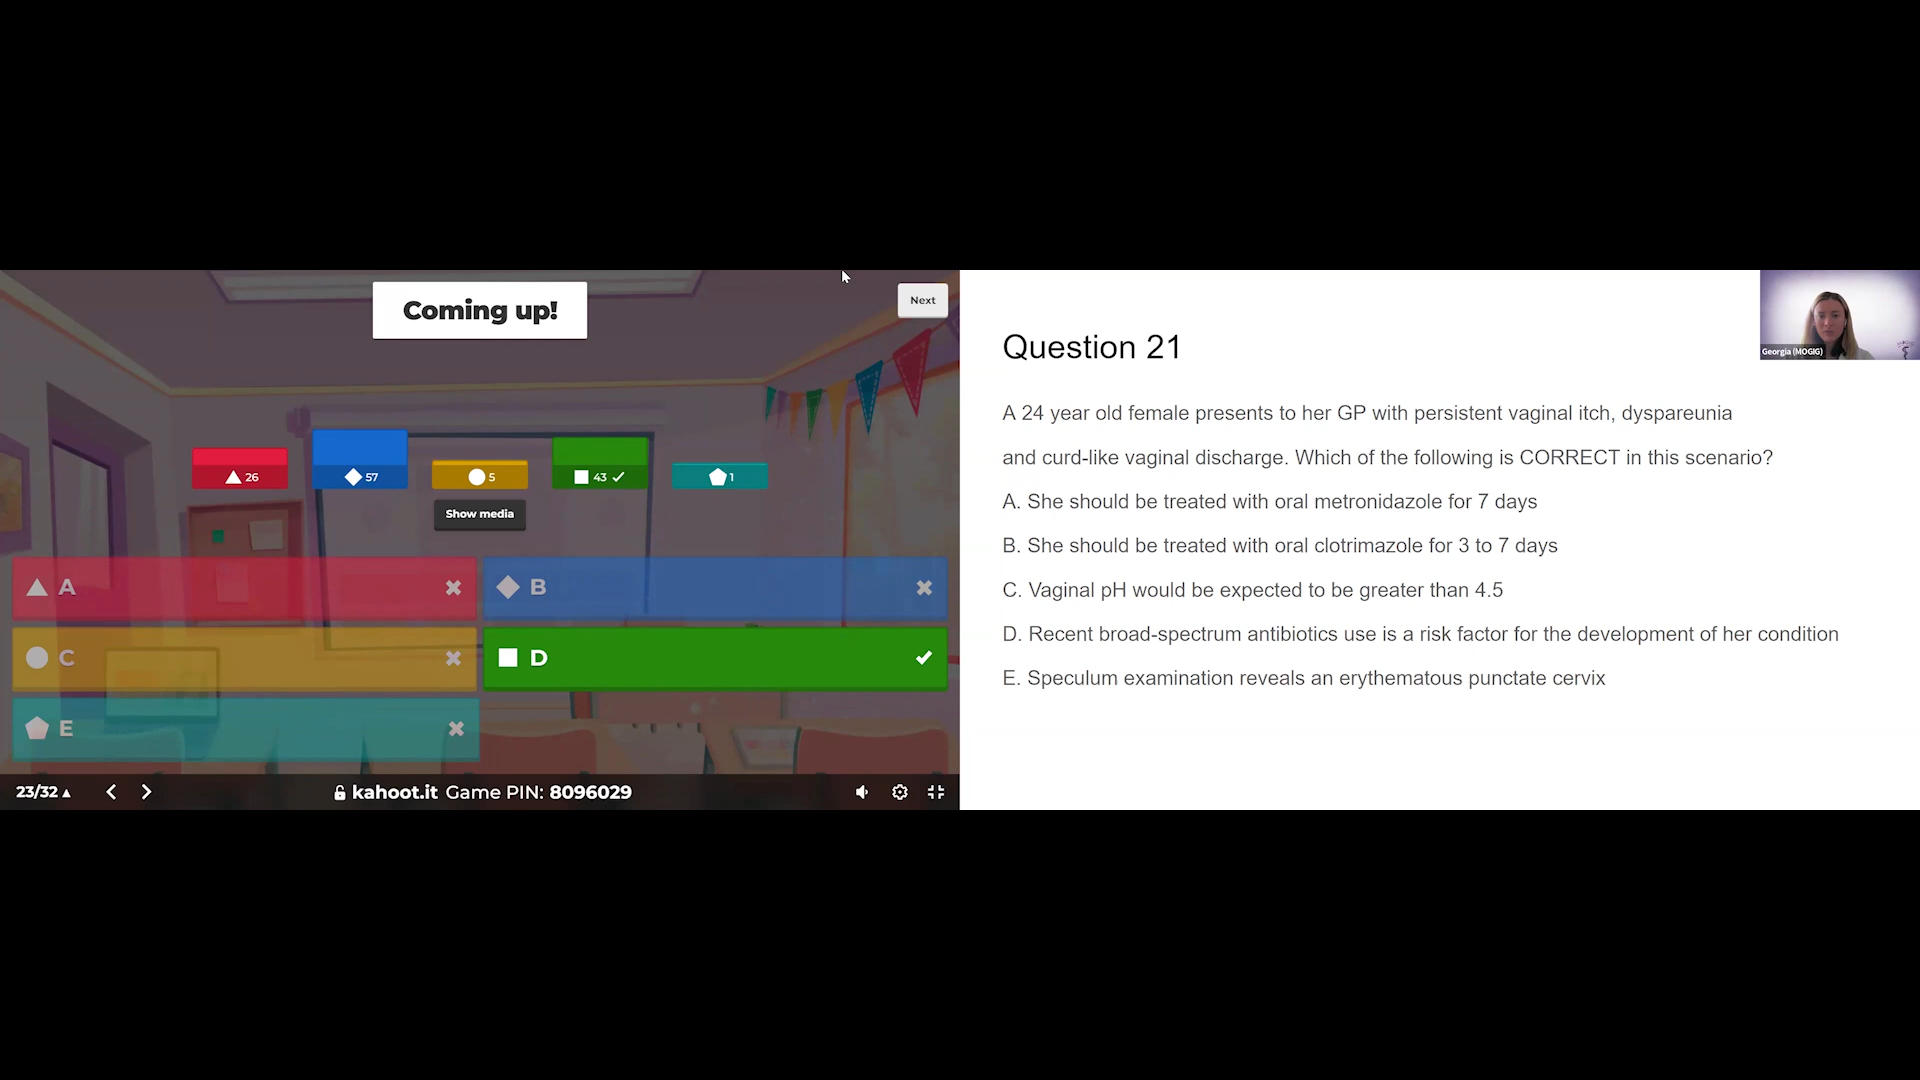 Coming up!
Next
26
57
5
43
1
Show media
A
B
C
D
E
23/32
kahoot.it Game PIN: 8096029
Georgia (MOGIG)
Question 21
A 24 year old female presents to her GP with persistent vaginal itch, dyspareunia
and curd-like vaginal discharge. Which of the following is CORRECT in this scenario?
A. She should be treated with oral metronidazole for 7 days
B. She should be treated with oral clotrimazole for 3 to 7 days
C. Vaginal pH would be expected to be greater than 4.5
D. Recent broad-spectrum antibiotics use is a risk factor for the development of her condition
E. Speculum examination reveals an erythematous punctate cervix